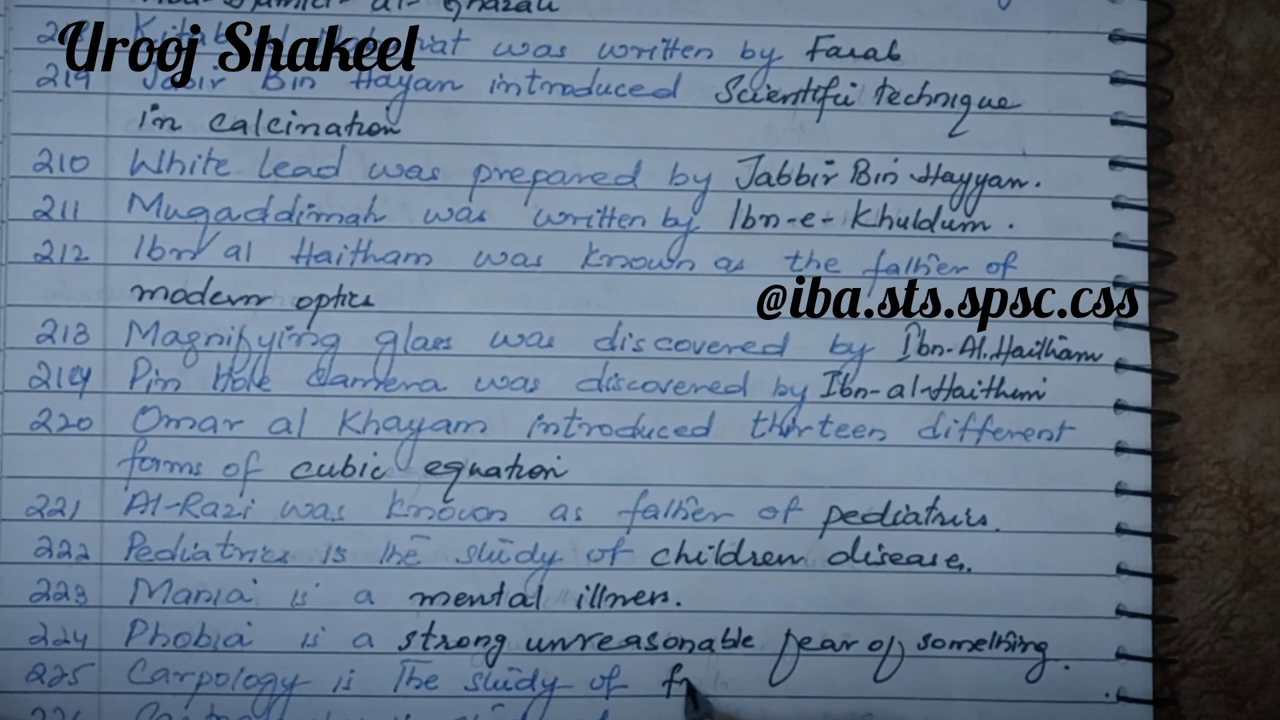 al- Ghazali
Urooj Shakeel
was written by Farab
219 Jabir Bin Hayan introduced Scientific technique
in calcination
210 White lead was prepared by Jabbir Bin Hayyan.
211 Muqaddimah was written by Ibn-e-Khuldum.
212 Ibn al Haitham was known as the father of
modern optics
@iba.sts.spsc.css
213 Magnifying glass was discovered by Ibn-Al-Haitham
219 Pin Hole Camera was discovered by Ibn-al-Haithm
220 Omar al Khayam introduced thirteen different
forms of cubic equation
221 Al-Razi was known as father of pediatrics.
222 Pediatrics is the study of children disease.
223 Mania is a mental illness.
224 Phobia is a strong unreasonable fear of something.
225 Carpology is The study of f